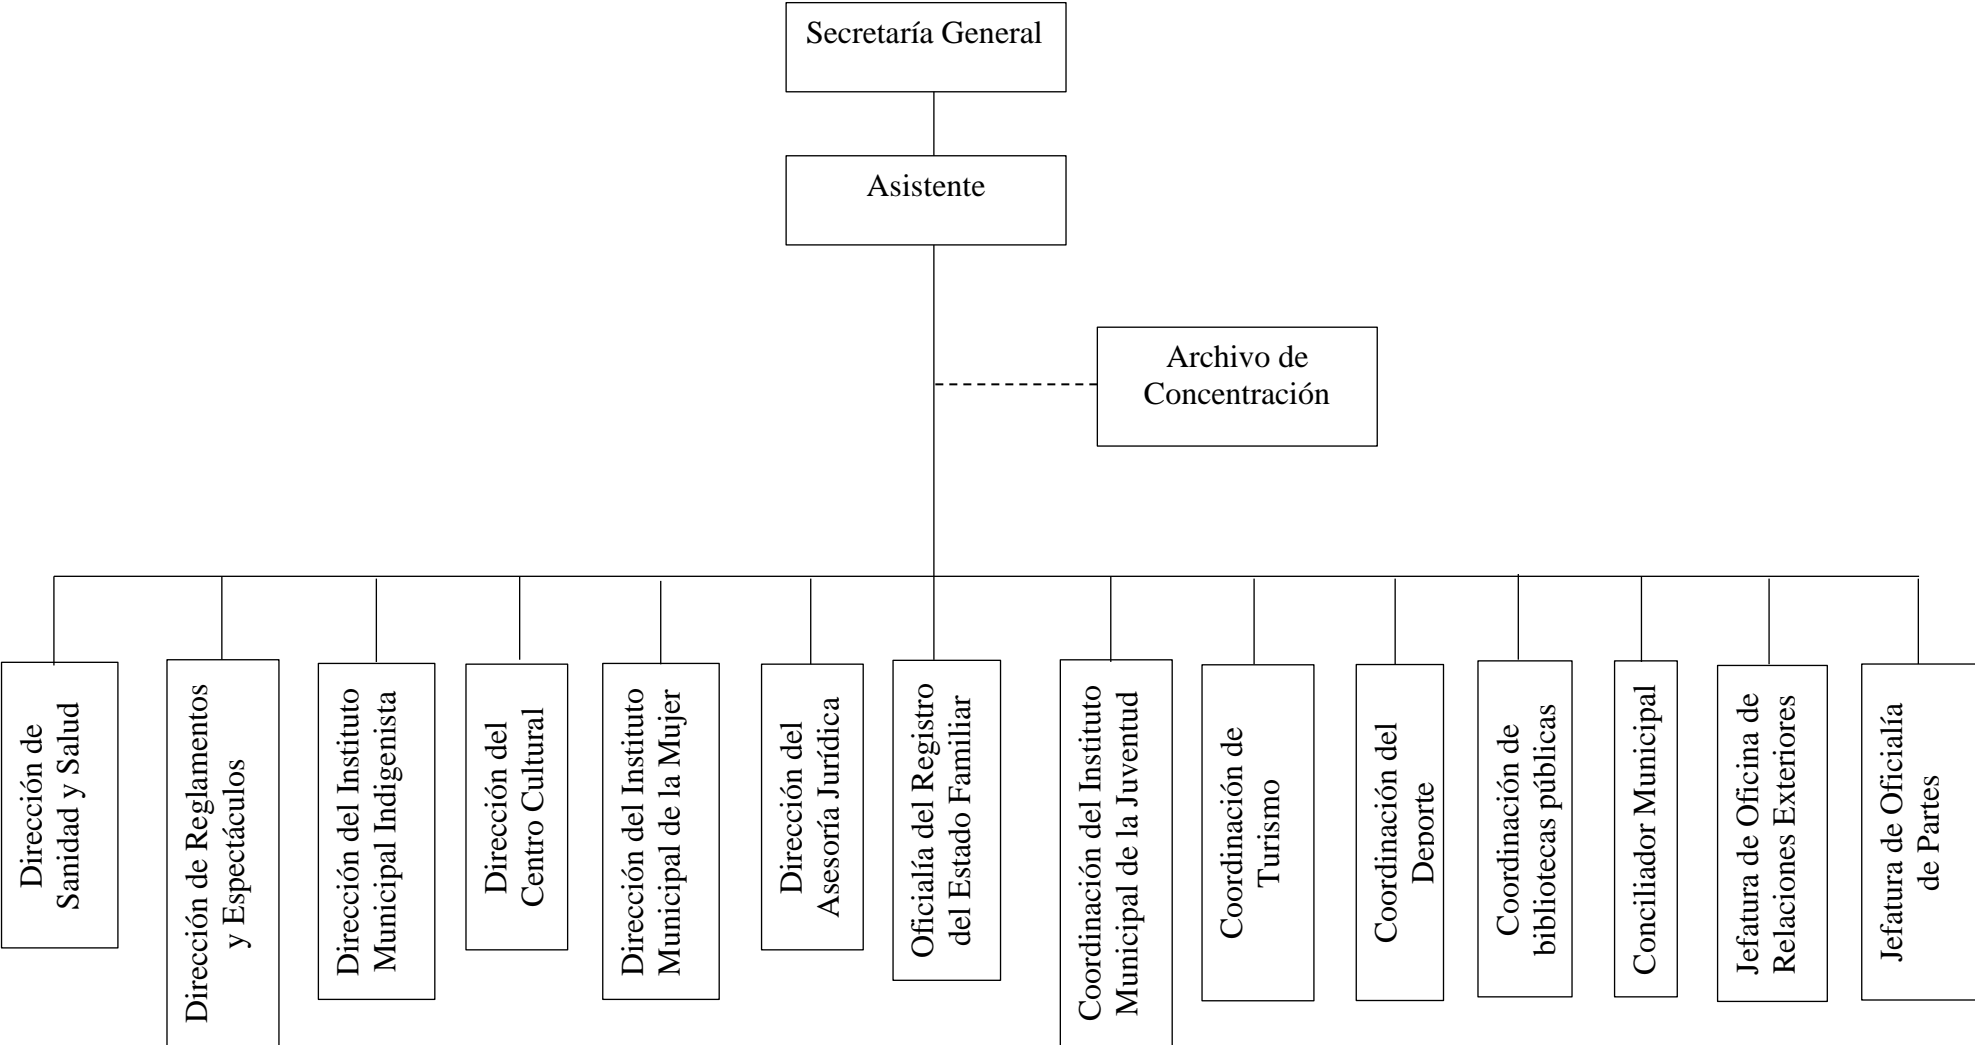 Secretaría General
Asistente
Archivo de
Concentración
Dirección de
Sanidad y Salud
Dirección de Reglamentos
y Espectáculos
Dirección del Instituto
Municipal Indigenista
Dirección del
Centro Cultural
Dirección del Instituto
Municipal de la Mujer
Dirección del
Asesoría Jurídica
Oficialía del Registro
del Estado Familiar
Coordinación del Instituto
Municipal de la Juventud
Coordinación de
Turismo
Coordinación del
Deporte
Coordinación de
bibliotecas públicas
Conciliador Municipal
Jefatura de Oficina de
Relaciones Exteriores
Jefatura de Oficialía
de Partes